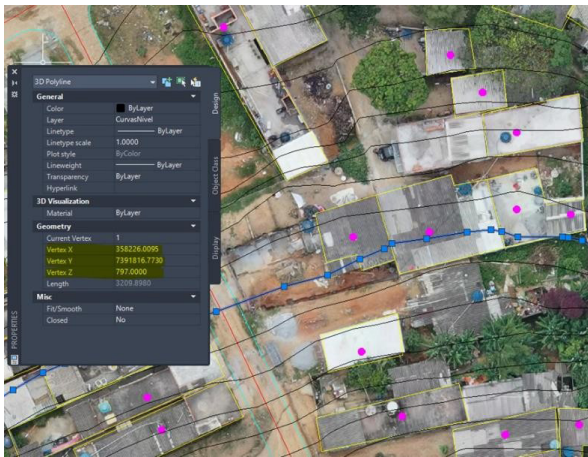 3D Polyline
General
Color ByLayer
Layer CurvasNivel
Linetype ByLayer
Linetype scale 1.0000
Plot style ByColor
Lineweight ByLayer
Transparency ByLayer
Hyperlink
3D Visualization
Material ByLayer
Geometry
Current Vertex 1
Vertex X 358226.0095
Vertex Y 7391816.7730
Vertex Z 797.0000
Length 3209.8980
Misc
Fit/Smooth None
Closed No
Design
Object Class
Display
PROPERTIES